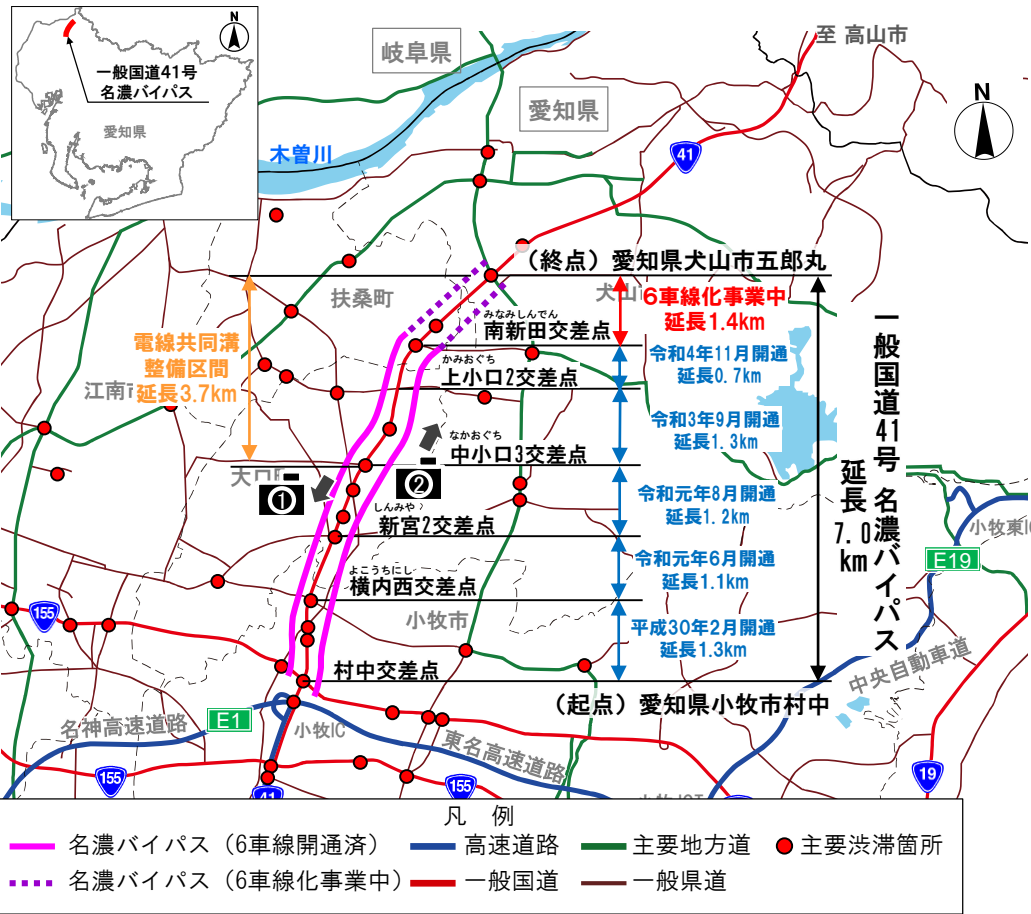 N
一般国道41号
名濃バイパス
愛知県
岐阜県
愛知県
至 高山市
N
木曽川
41
(終点)愛知県犬山市五郎丸
扶桑町
犬山
6車線化事業中
延長1.4km
みなみしんでん
南新田交差点
電線共同溝
整備区間
延長3.7km
江南市
かみおぐち
上小口2交差点
令和4年11月開通
延長0.7km
令和3年9月開通
延長1.3km
なかおぐち
中小口3交差点
大口町
①
②
令和元年8月開通
延長1.2km
しんみや
新宮2交差点
令和元年6月開通
延長1.1km
よこうちにし
横内西交差点
小牧市
平成30年2月開通
延長1.3km
村中交差点
(起点)愛知県小牧市村中
一般国道41号 名濃バイパス
延長7.0km
小牧東IC
E19
中央自動車道
155
名神高速道路
E1
小牧IC
東名高速道路
155
41
155
19
凡 例
名濃バイパス(6車線開通済)
高速道路
主要地方道
主要渋滞箇所
名濃バイパス(6車線化事業中)
一般国道
一般県道